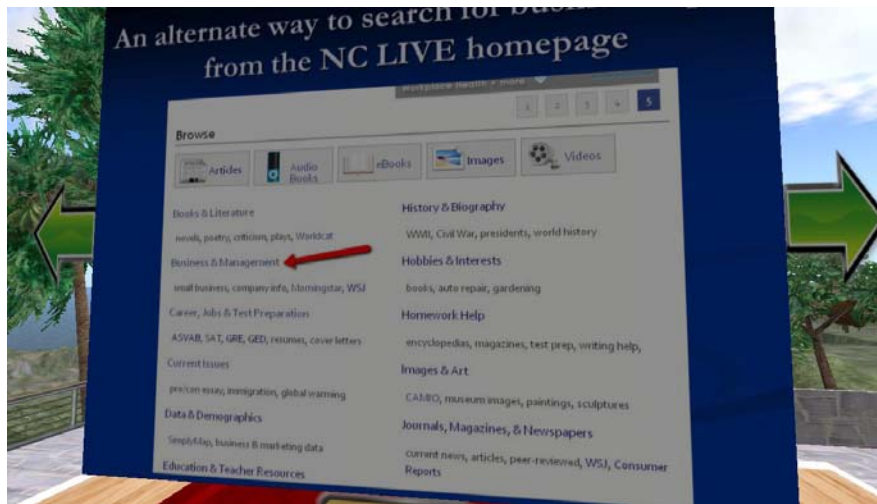 An alternate way to search for
from the NC LIVE homepage
Workplace Health + more
1 2 3 4 5
Browse
Articles
Audio Books
eBooks
Images
Videos
Books & Literature
novels, poetry, criticism, plays, Worldcat
Business & Management
small business, company info, Morningstar, WSJ
Career, Jobs & Test Preparation
ASVAB, SAT, GRE, GED, resumes, cover letters
Current Issues
pro/con essay, immigration, global warming
Data & Demographics
SimplyMap, business & marketing data
Education & Teacher Resources
History & Biography
WWII, Civil War, presidents, world history
Hobbies & Interests
books, auto repair, gardening
Homework Help
encyclopedias, magazines, test prep, writing help,
Images & Art
CAMIO, museum images, paintings, sculptures
Journals, Magazines, & Newspapers
current news, articles, peer-reviewed, WSJ, Consumer
Reports